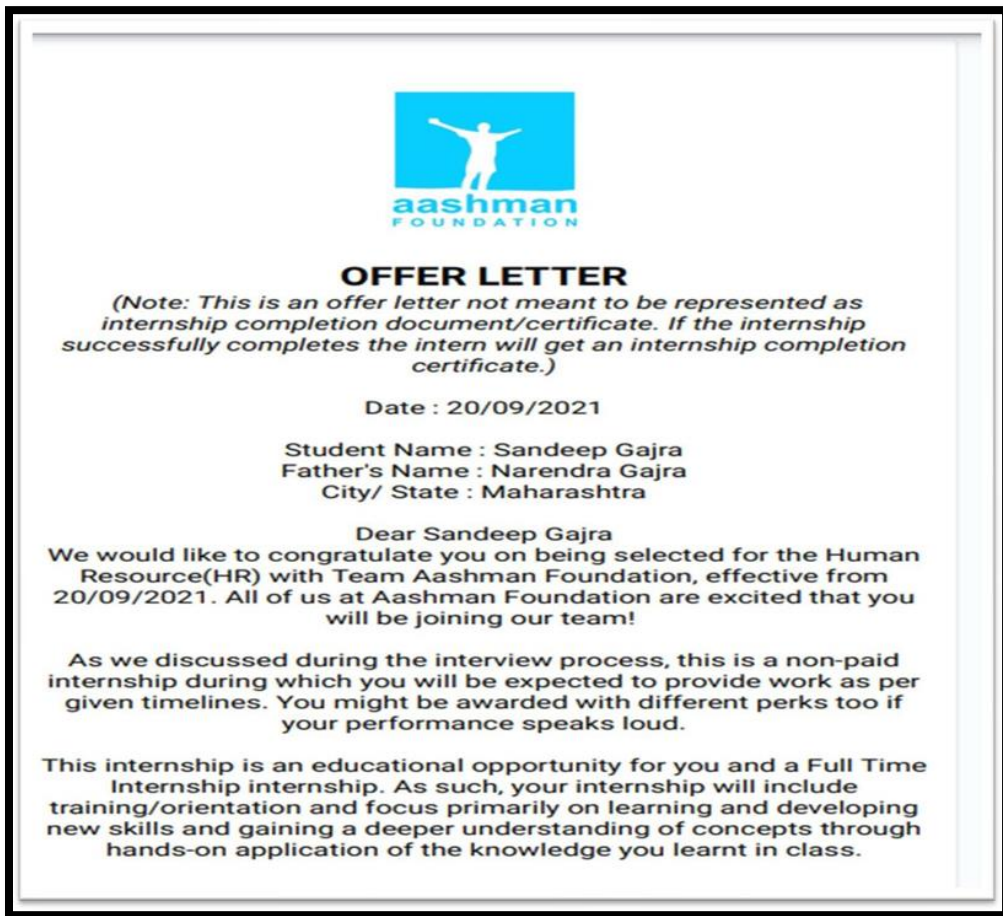 aashman
FOUNDATION
OFFER LETTER
(Note: This is an offer letter not meant to be represented as
internship completion document/certificate. If the internship
successfully completes the intern will get an internship completion
certificate.)
Date : 20/09/2021
Student Name : Sandeep Gajra
Father's Name : Narendra Gajra
City/ State : Maharashtra
Dear Sandeep Gajra
We would like to congratulate you on being selected for the Human
Resource(HR) with Team Aashman Foundation, effective from
20/09/2021. All of us at Aashman Foundation are excited that you
will be joining our team!
As we discussed during the interview process, this is a non-paid
internship during which you will be expected to provide work as per
given timelines. You might be awarded with different perks too if
your performance speaks loud.
This internship is an educational opportunity for you and a Full Time
Internship internship. As such, your internship will include
training/orientation and focus primarily on learning and developing
new skills and gaining a deeper understanding of concepts through
hands-on application of the knowledge you learnt in class.